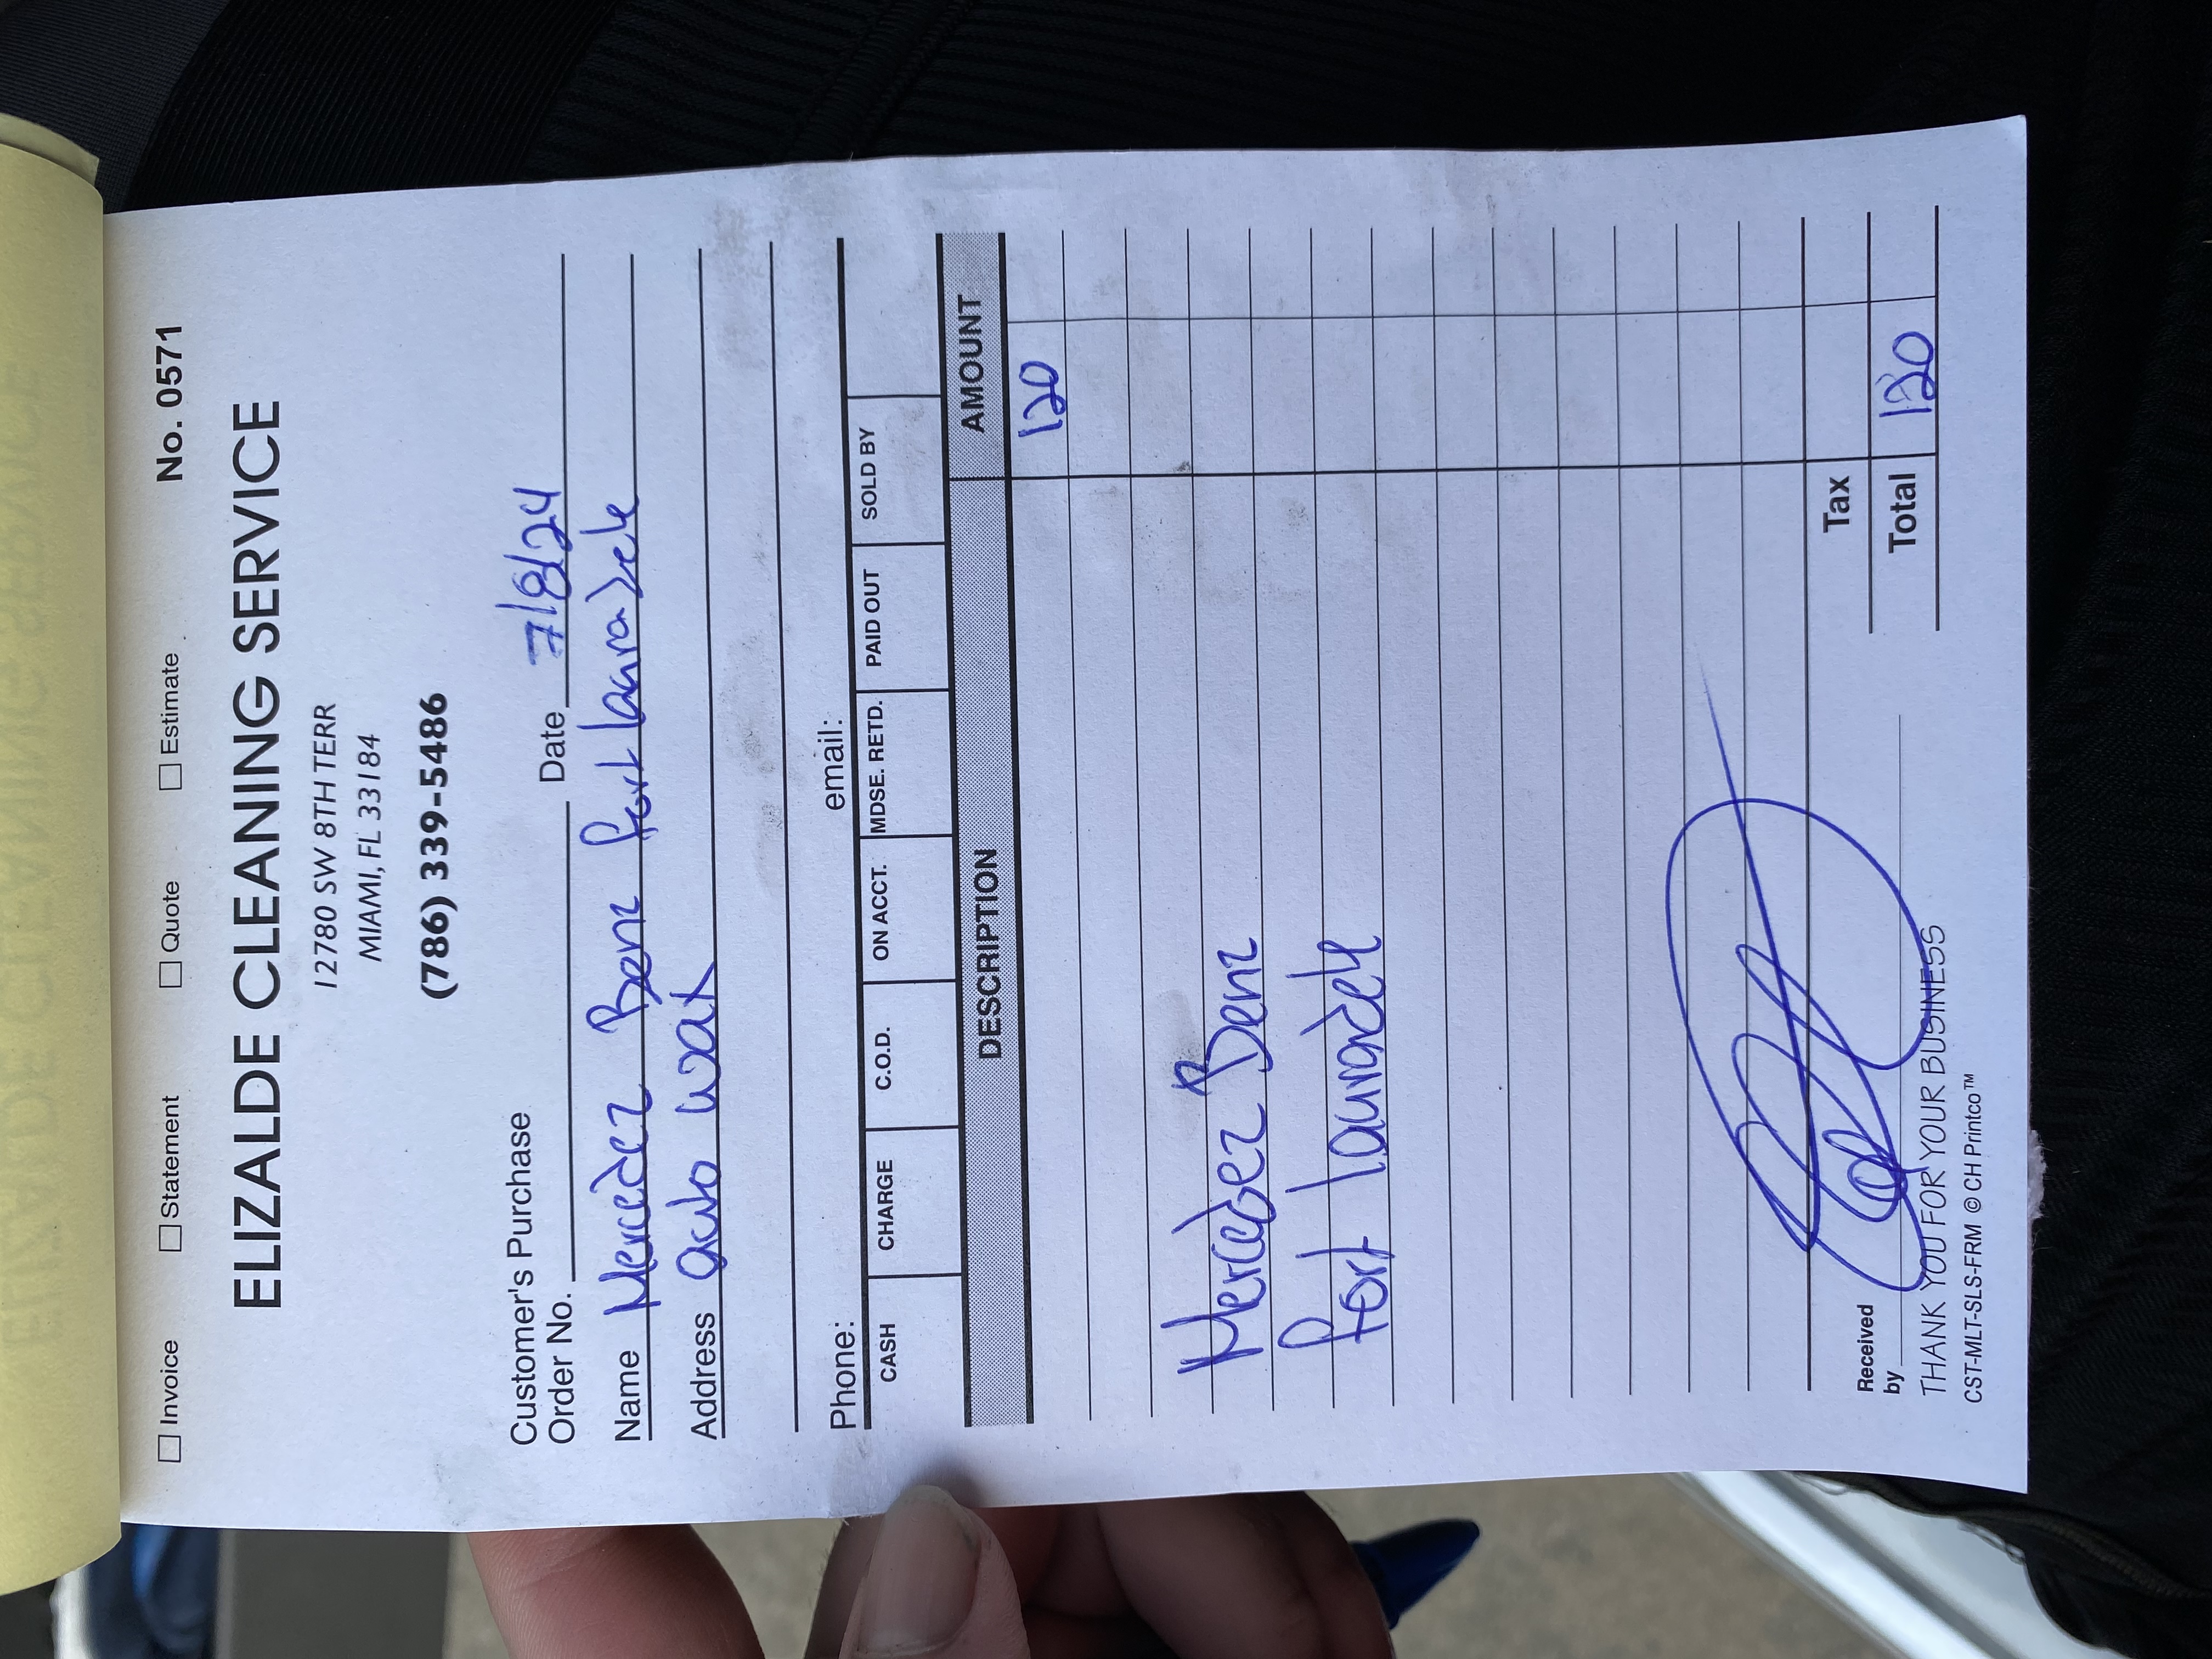 ☐ Invoice ☐ Statement ☐ Quote ☐ Estimate No. 0571
ELIZALDE CLEANING SERVICE
12780 SW 8TH TERR
MIAMI, FL 33184
(786) 339-5486
Customer's Purchase
Order No. Date 7/8/24
Name Mercedez Benz Fort lauradele
Address auto wax
Phone: email:
CASH CHARGE C.O.D. ON ACCT. MDSE. RETD. PAID OUT SOLD BY
DESCRIPTION AMOUNT
120
Mercedez Benz
Fort lauradele
Tax
Total 120
Received
by
THANK YOU FOR YOUR BUSINESS
CST-MLT-SLS-FRM © CH Printco™